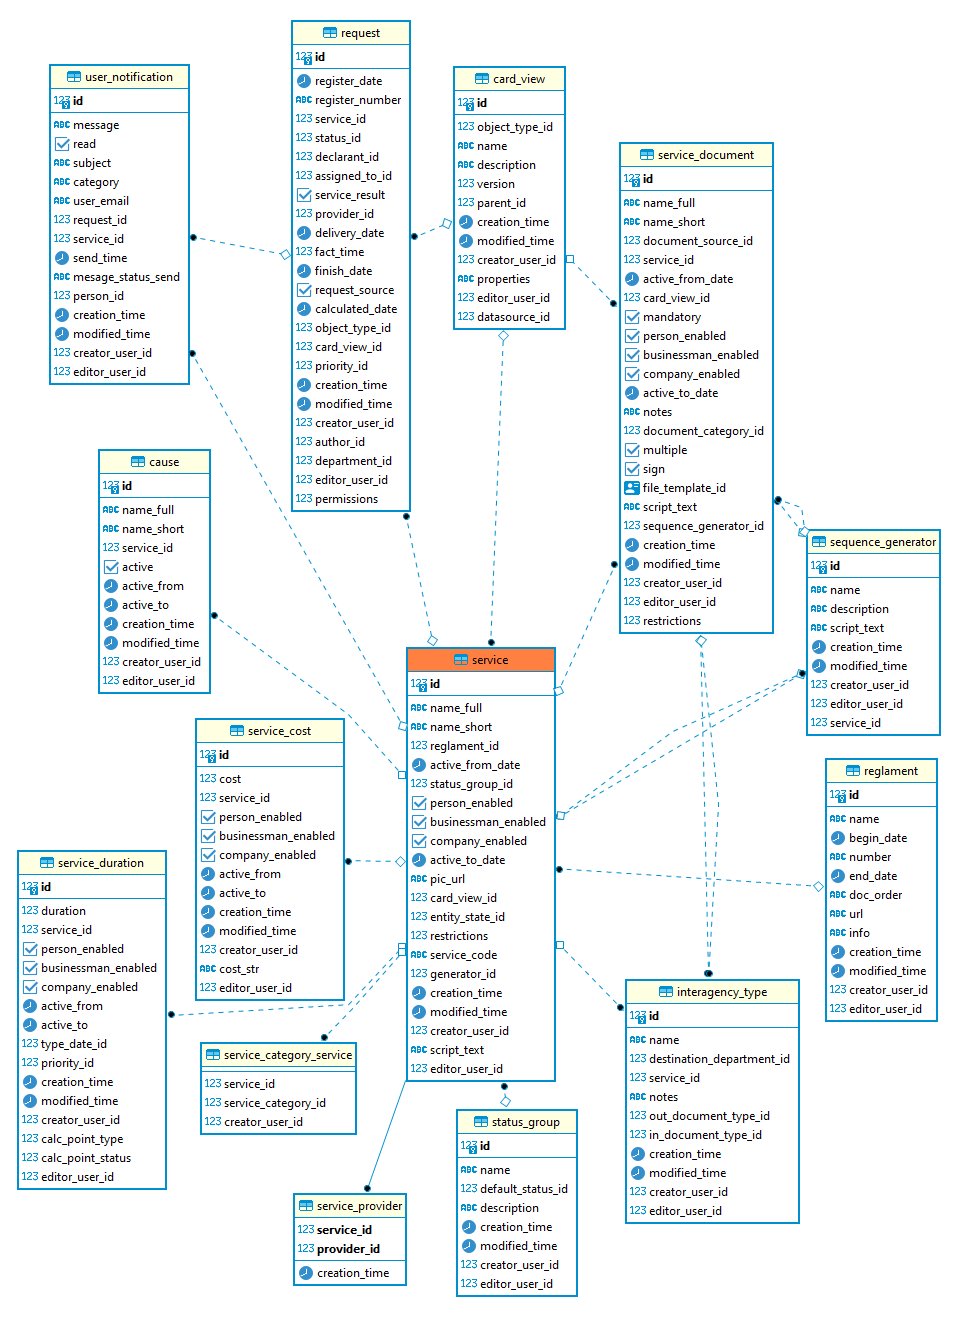 request
id
register_date
register_number
service_id
status_id
declarant_id
assigned_to_id
service_result
provider_id
delivery_date
fact_time
finish_date
request_source
calculated_date
object_type_id
card_view_id
priority_id
creation_time
modified_time
creator_user_id
author_id
department_id
editor_user_id
permissions
user_notification
id
message
read
subject
category
user_email
request_id
service_id
send_time
mesage_status_send
person_id
creation_time
modified_time
creator_user_id
editor_user_id
card_view
id
object_type_id
name
description
version
parent_id
creation_time
modified_time
creator_user_id
properties
editor_user_id
datasource_id
service_document
id
name_full
name_short
document_source_id
service_id
active_from_date
card_view_id
mandatory
person_enabled
businessman_enabled
company_enabled
active_to_date
notes
document_category_id
multiple
sign
file_template_id
script_text
sequence_generator_id
creation_time
modified_time
creator_user_id
editor_user_id
restrictions
cause
id
name_full
name_short
service_id
active
active_from
active_to
creation_time
modified_time
creator_user_id
editor_user_id
sequence_generator
id
name
description
script_text
creation_time
modified_time
creator_user_id
editor_user_id
service_id
service
id
name_full
name_short
reglament_id
active_from_date
status_group_id
person_enabled
businessman_enabled
company_enabled
active_to_date
pic_url
card_view_id
entity_state_id
restrictions
service_code
generator_id
creation_time
modified_time
creator_user_id
script_text
editor_user_id
service_cost
id
cost
service_id
person_enabled
businessman_enabled
company_enabled
active_from
active_to
creation_time
modified_time
creator_user_id
cost_str
editor_user_id
reglament
id
name
begin_date
number
end_date
doc_order
url
info
creation_time
modified_time
creator_user_id
editor_user_id
service_duration
id
duration
service_id
person_enabled
businessman_enabled
company_enabled
active_from
active_to
type_date_id
priority_id
creation_time
modified_time
creator_user_id
calc_point_type
calc_point_status
editor_user_id
interagency_type
id
name
destination_department_id
service_id
notes
out_document_type_id
in_document_type_id
creation_time
modified_time
creator_user_id
editor_user_id
service_category_service
service_id
service_category_id
creator_user_id
status_group
id
name
default_status_id
description
creation_time
modified_time
creator_user_id
editor_user_id
service_provider
service_id
provider_id
creation_time